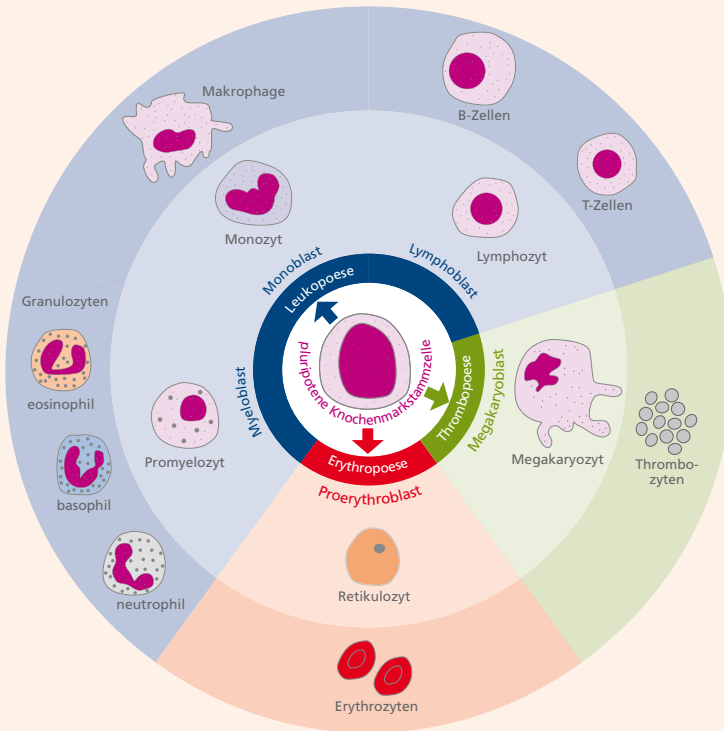 Makrophage
B-Zellen
T-Zellen
Monozyt
Lymphozyt
Monoblast
Lymphoblast
Leukopoese
Granulozyten
eosinophil
pluripotene Knochenmarkstammzelle
Thrombopoese
Megakaryoblast
Myeloblast
Promyelozyt
Megakaryozyt
Thrombo-
zyten
Erythropoese
Proerythroblast
basophil
neutrophil
Retikulozyt
Erythrozyten